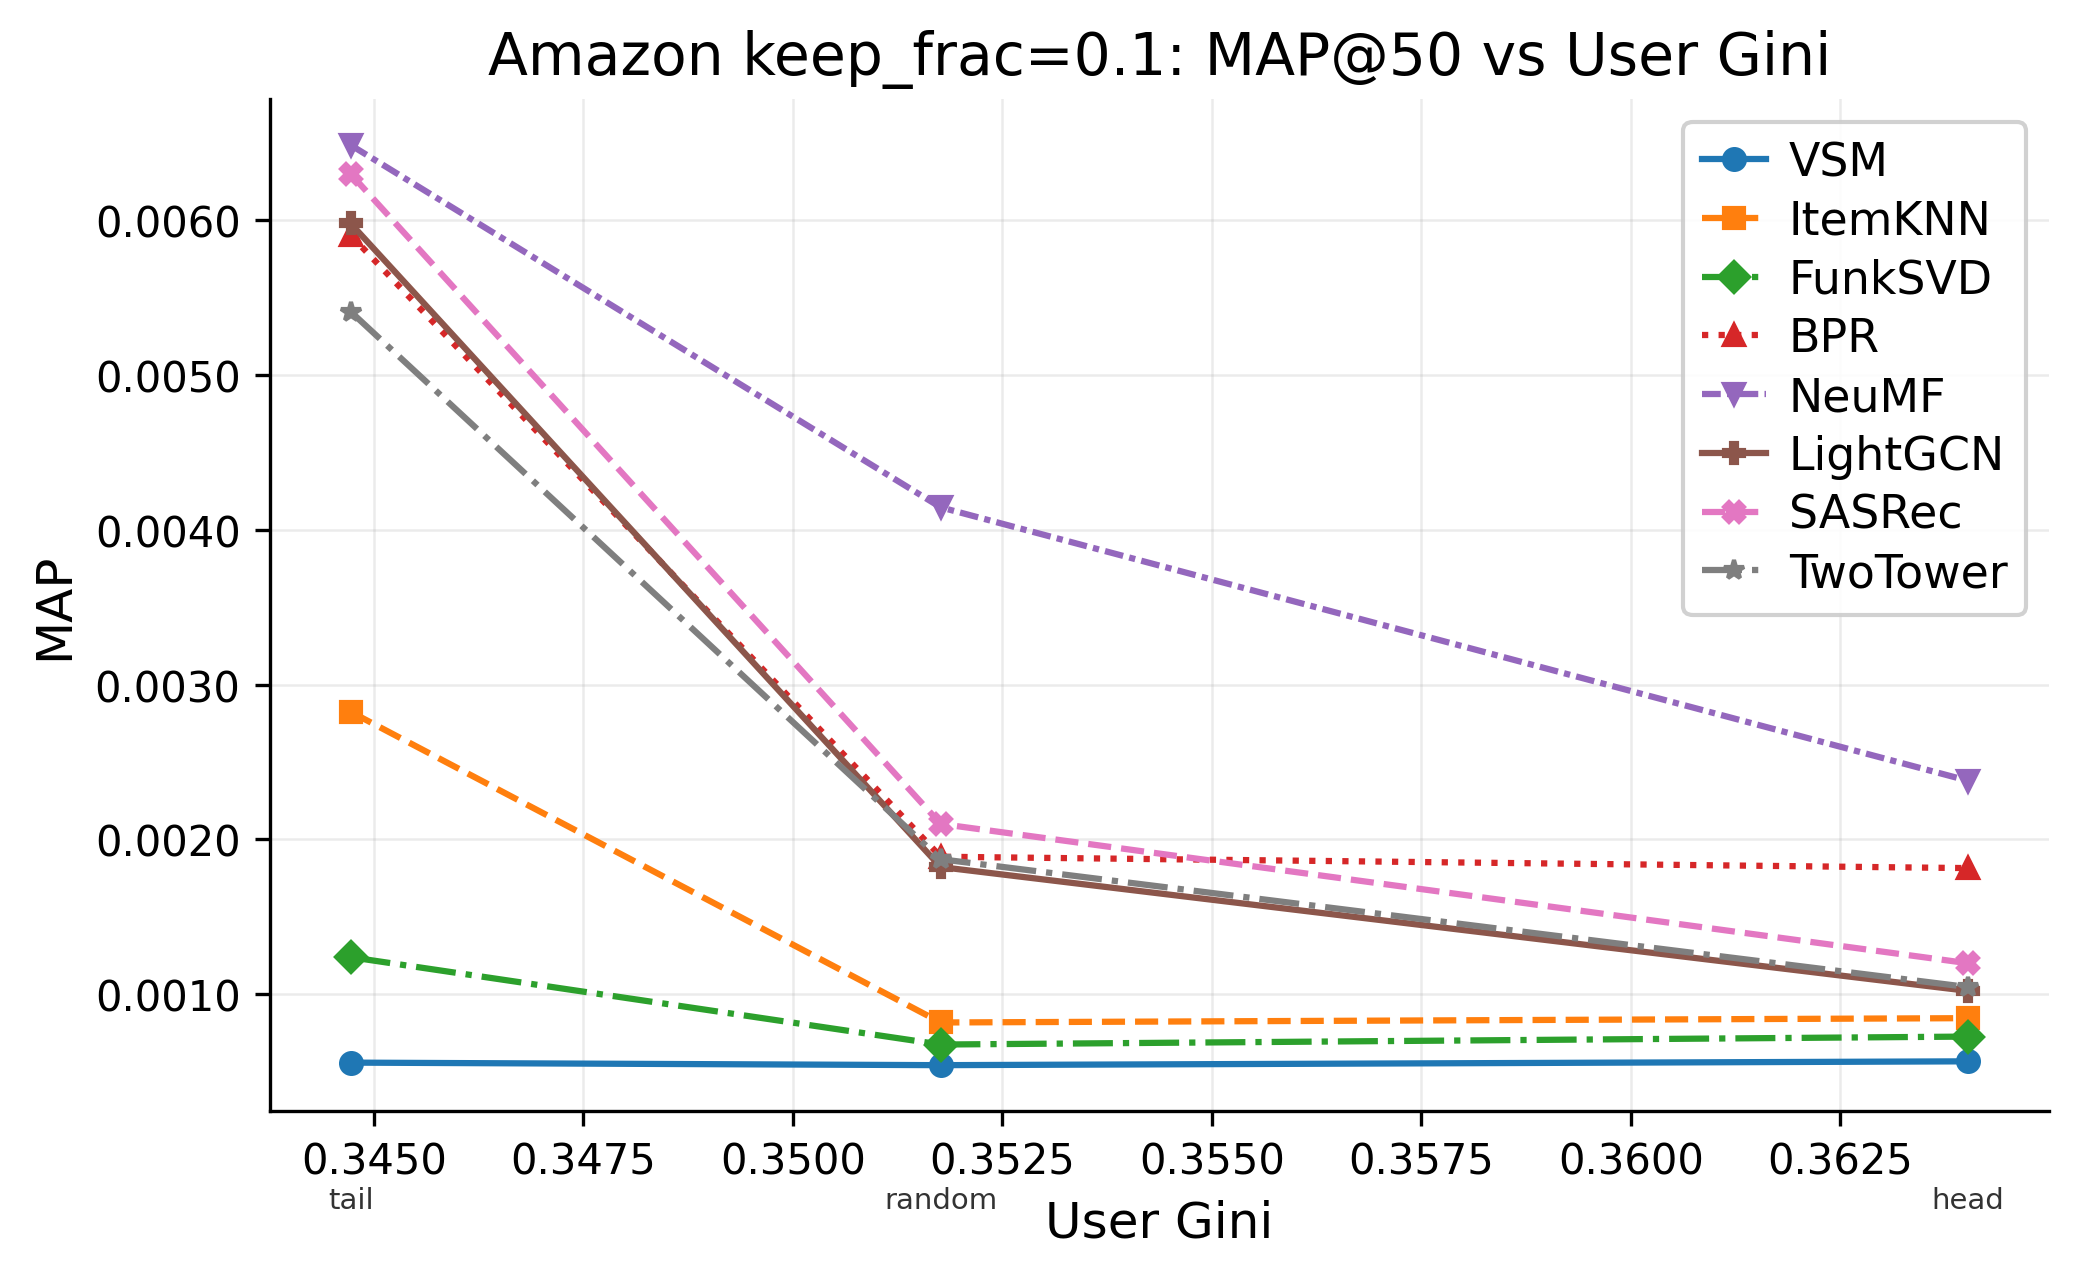 Amazon keep_frac=0.1: MAP@50 vs User Gini
MAP
0.0060
0.0050
0.0040
0.0030
0.0020
0.0010
VSM
ItemKNN
FunkSVD
BPR
NeuMF
LightGCN
SASRec
TwoTower
0.3450 0.3475 0.3500 0.3525 0.3550 0.3575 0.3600 0.3625
tail random head
User Gini